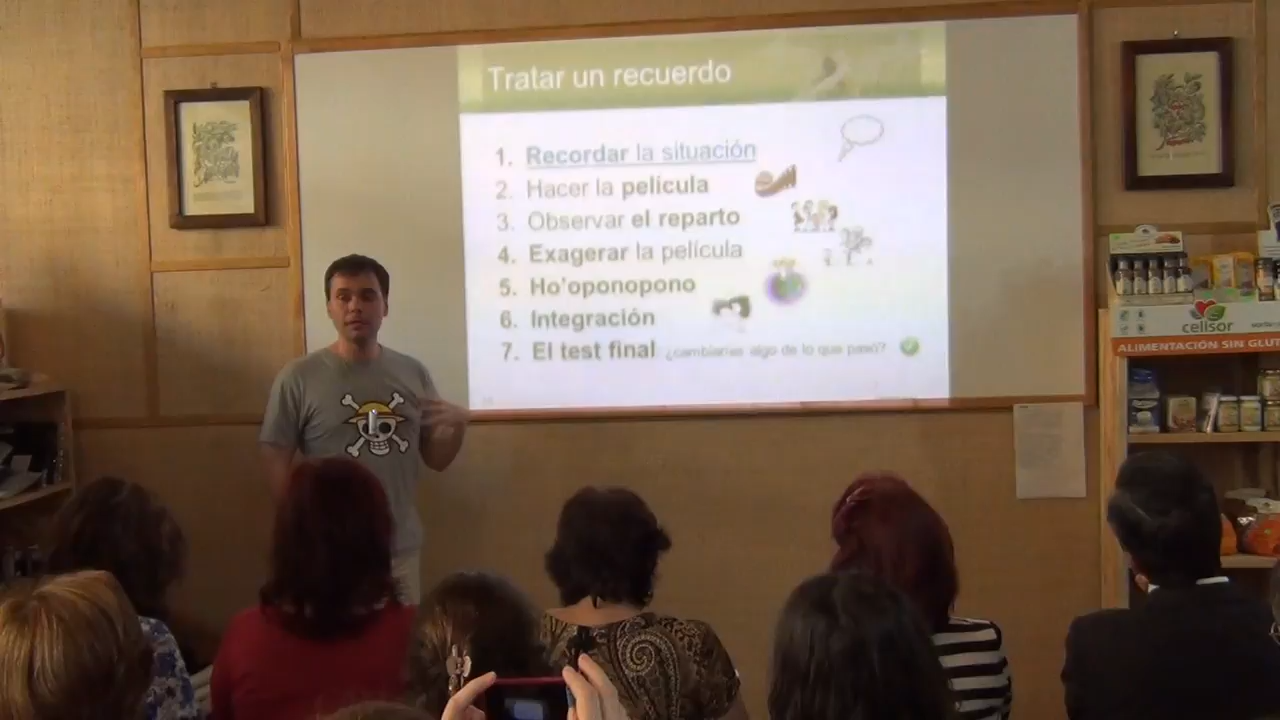 Tratar un recuerdo
1. Recordar la situación
2. Hacer la película
3. Observar el reparto
4. Exagerar la película
5. Ho'oponopono
6. Integración
7. El test final ¿cambiarías algo de lo que pasó?
celisor
ALIMENTACIÓN SIN GLUT